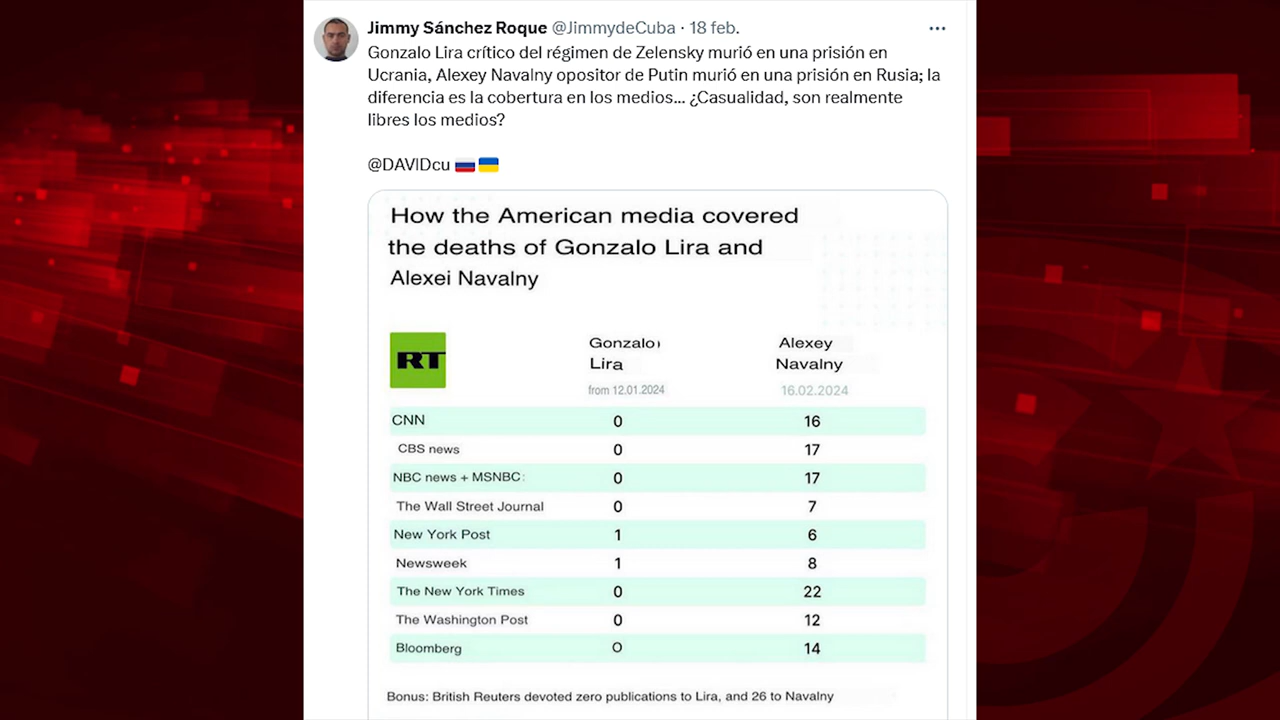 Jimmy Sánchez Roque @JimmydeCuba · 18 feb.
Gonzalo Lira crítico del régimen de Zelensky murió en una prisión en
Ucrania, Alexey Navalny opositor de Putin murió en una prisión en Rusia; la
diferencia es la cobertura en los medios... ¿Casualidad, son realmente
libres los medios?
@DAVIDcu 🇷🇺🇺🇦
How the American media covered
the deaths of Gonzalo Lira and
Alexei Navalny
RT
Gonzalo
Lira
from 12.01.2024
Alexey
Navalny
16.02.2024
CNN 0 16
CBS news 0 17
NBC news + MSNBC: 0 17
The Wall Street Journal 0 7
New York Post 1 6
Newsweek 1 8
The New York Times 0 22
The Washington Post 0 12
Bloomberg 0 14
Bonus: British Reuters devoted zero publications to Lira, and 26 to Navalny